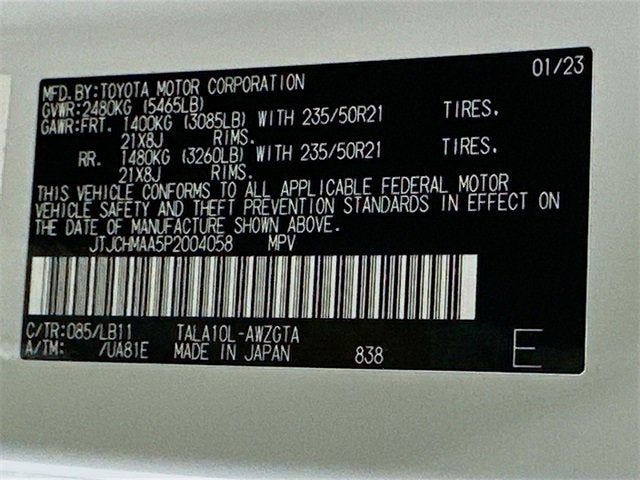 01/23
MFD. BY: TOYOTA MOTOR CORPORATION
GVWR: 2480KG (5465LB)
GAWR: FRT. 1400KG (3085LB) WITH 235/50R21 TIRES.
21X8J RIMS.
RR. 1480KG (3260LB) WITH 235/50R21 TIRES.
21X8J RIMS.
THIS VEHICLE CONFORMS TO ALL APPLICABLE FEDERAL MOTOR
VEHICLE SAFETY AND THEFT PREVENTION STANDARDS IN EFFECT ON
THE DATE OF MANUFACTURE SHOWN ABOVE.
JTJCHMAA5P2004058 MPV
C/TR: 085/LB11 TALA10L-AWZGTA
A/TM: /UA81E MADE IN JAPAN 838 E